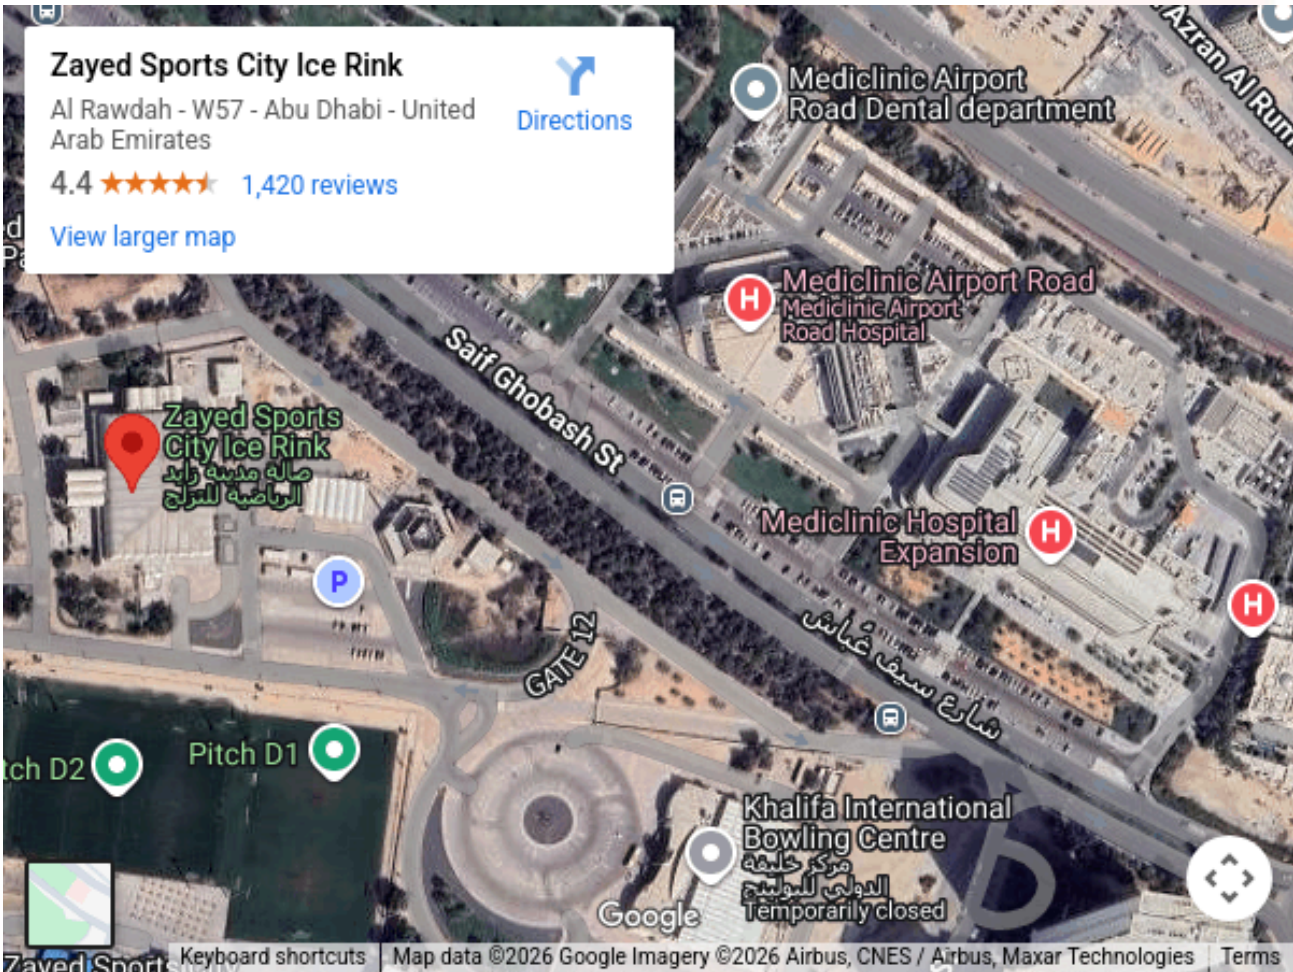 Zayed Sports City Ice Rink
Al Rawdah - W57 - Abu Dhabi - United
Arab Emirates
4.4
1,420 reviews
View larger map
Directions
Azran Al Rum
Mediclinic Airport
Road Dental department
H
Mediclinic Airport Road
Mediclinic Airport
Road Hospital
Saif Ghobash St
Zayed Sports
City Ice Rink
صالة مدينة زايد
الرياضية للتزلج
Mediclinic Hospital
Expansion
H
P
H
GATE 12
شارع سيف غباش
Pitch D1
tch D2
Khalifa International
Bowling Centre
مركز خليفة
الدولي للبولينج
Temporarily closed
Google
Zayed Sports City
Keyboard shortcuts
Map data ©2026 Google Imagery ©2026 Airbus, CNES / Airbus, Maxar Technologies
Terms